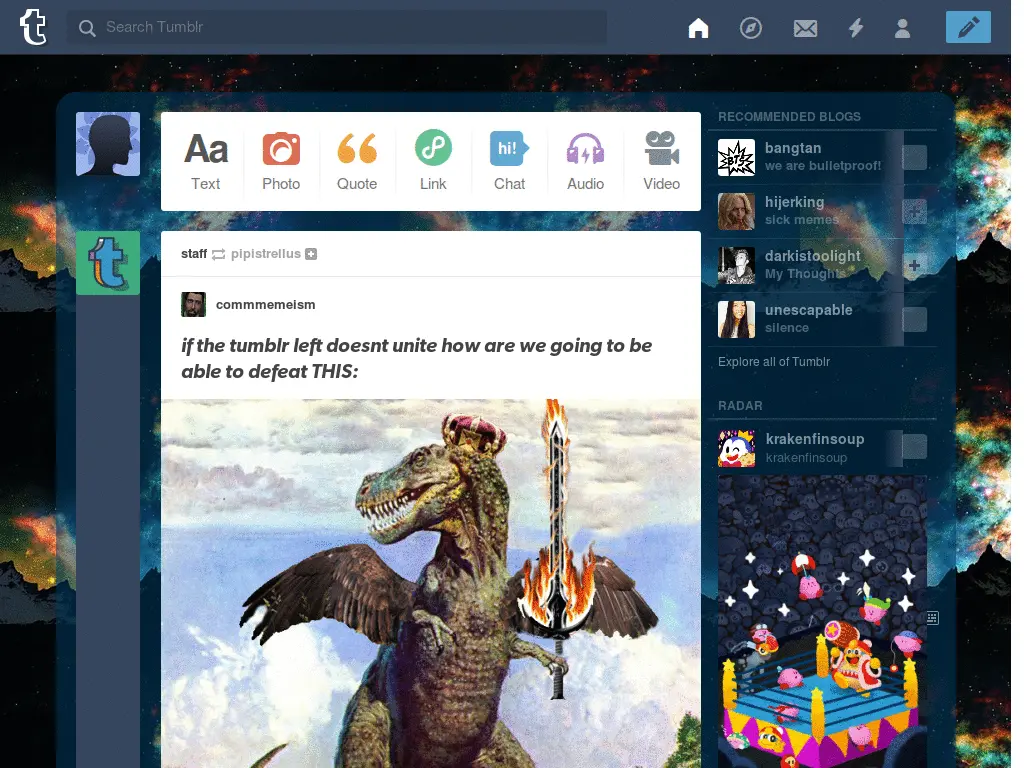 t
Search Tumblr
Aa
Text
Photo
Quote
Link
hi!
Chat
Audio
Video
t
staff pipistrellus
commmemeism
if the tumblr left doesnt unite how are we going to be
able to defeat THIS:
RECOMMENDED BLOGS
BTS
bangtan
we are bulletproof!
hijerking
sick memes
darkistoolight
My Thoughts
unescapable
silence
Explore all of Tumblr
RADAR
krakenfinsoup
krakenfinsoup